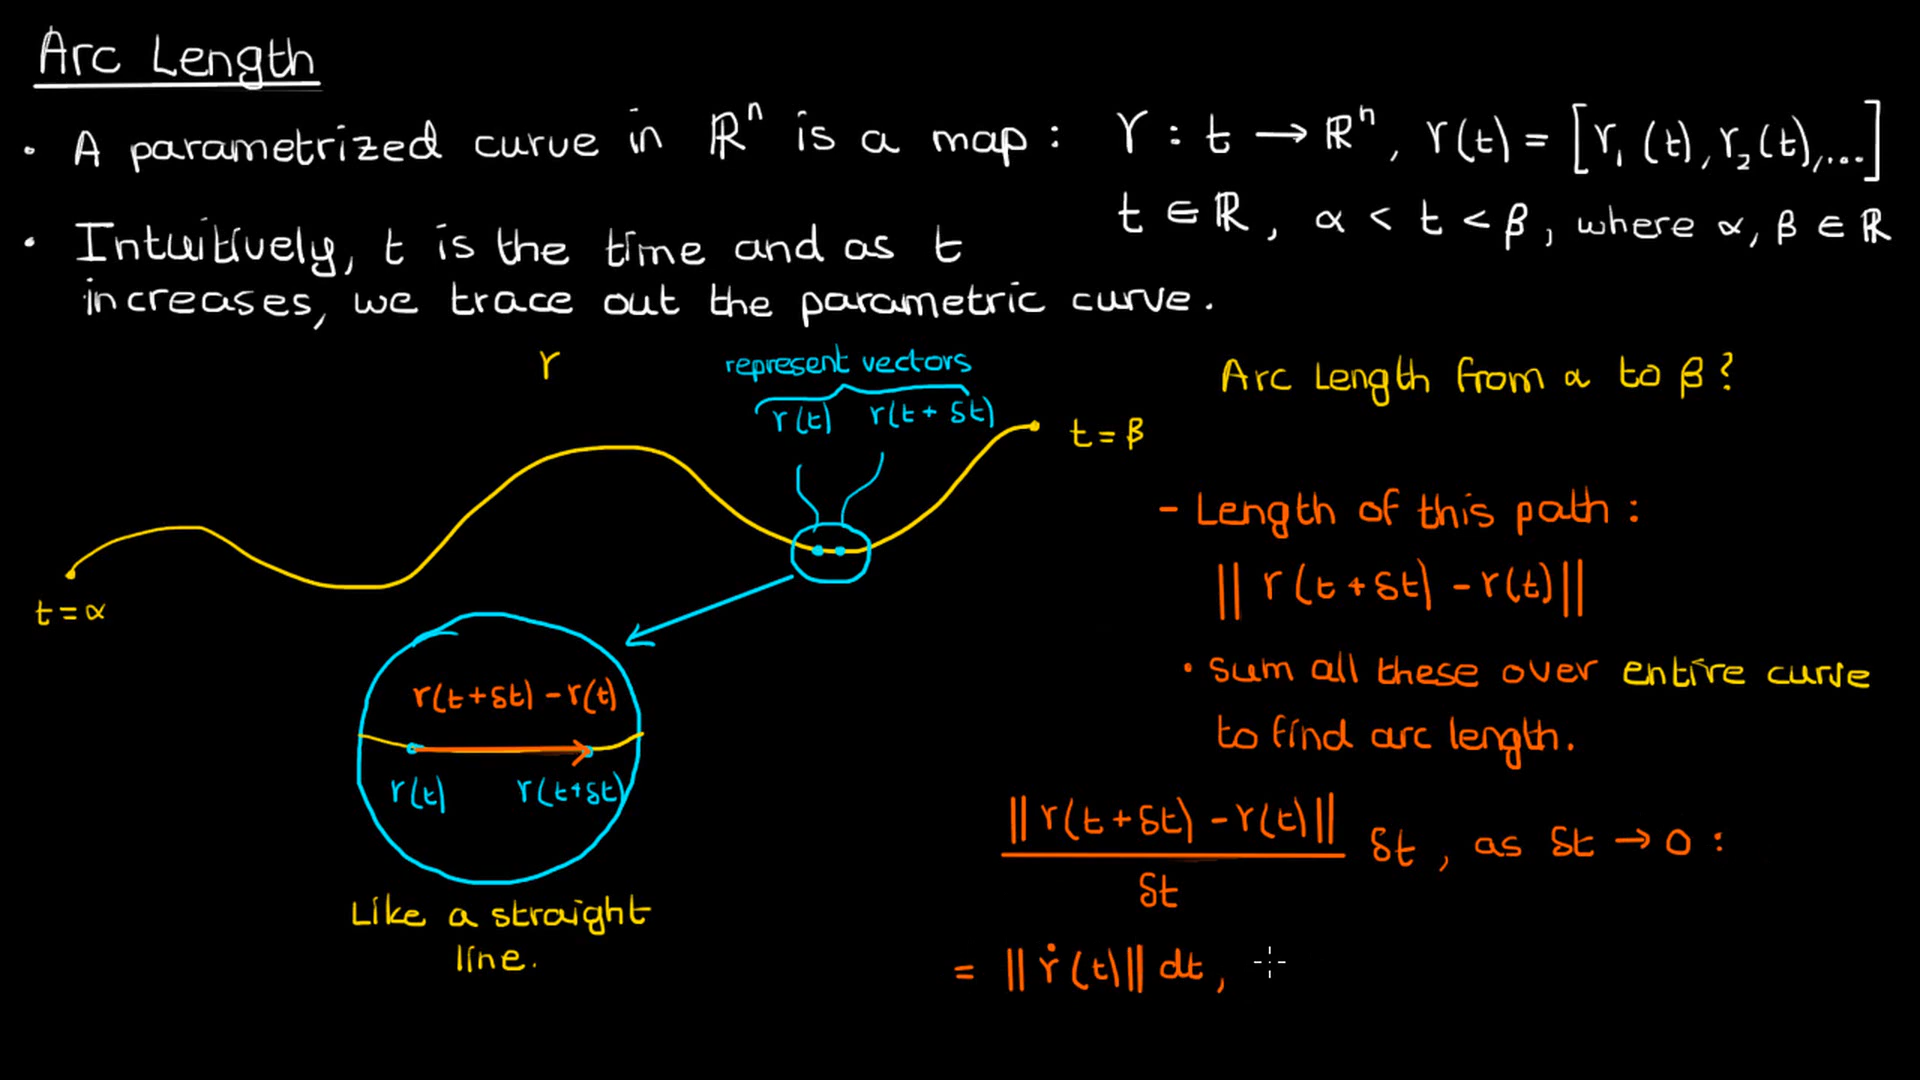 Arc Length
• A parametrized curve in ℝⁿ is a map : r : t → ℝⁿ, r(t) = [r₁(t), r₂(t),...]
t ∈ ℝ, α < t < β, where α, β ∈ ℝ
• Intuitively, t is the time and as t
increases, we trace out the parametric curve.
r
represent vectors
r(t) r(t + δt)
t = β
t = α
r(t+δt) - r(t)
r(t) r(t+δt)
Like a straight
line.
Arc Length from α to β?
- Length of this path :
|| r(t+δt) - r(t) ||
• sum all these over entire curve
to find arc length.
|| r(t+δt) - r(t) ||
δt
δt, as δt → 0 :
= || ṙ(t) || dt,